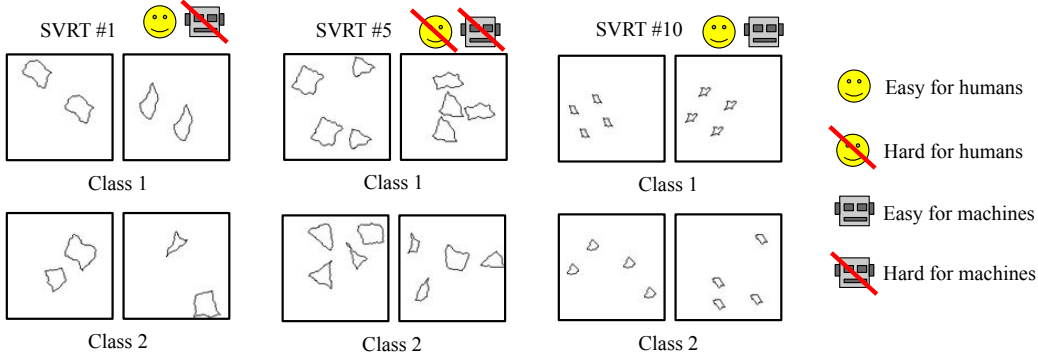 SVRT #1
SVRT #5
SVRT #10
Class 1
Class 1
Class 1
Class 2
Class 2
Class 2
Easy for humans
Hard for humans
Easy for machines
Hard for machines